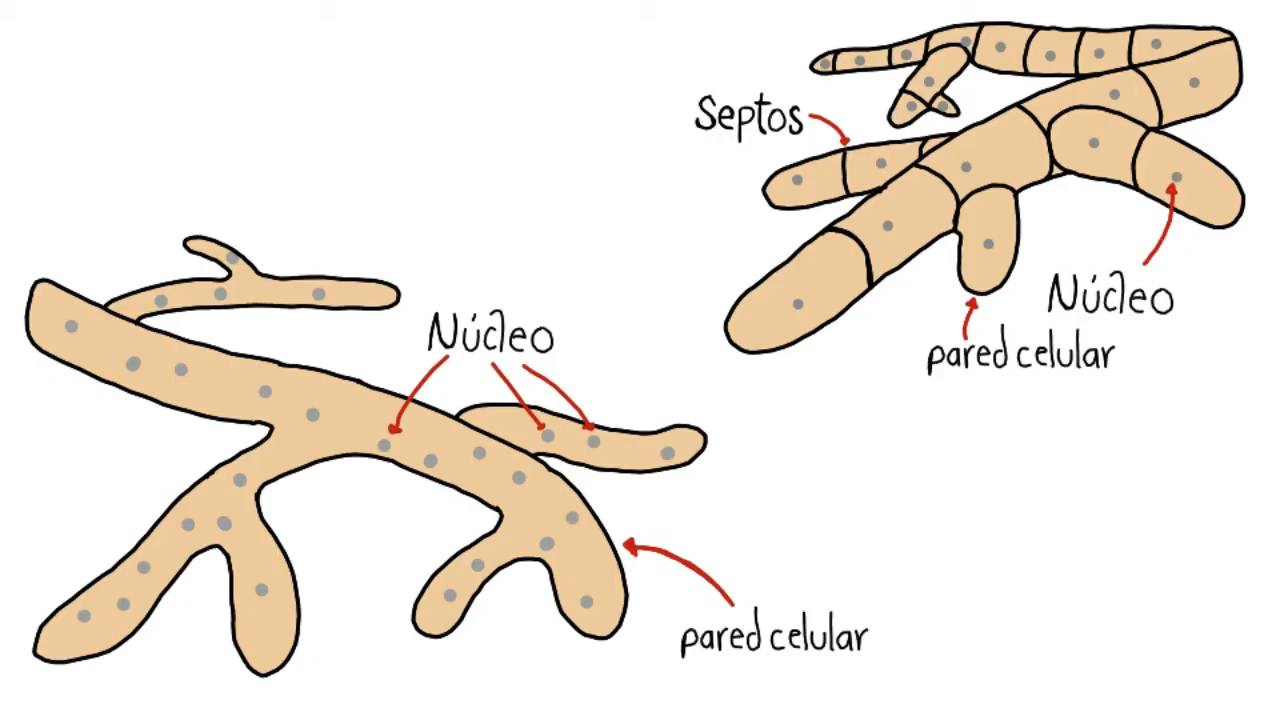 Septos
Núcleo
pared celular
Núcleo
pared celular